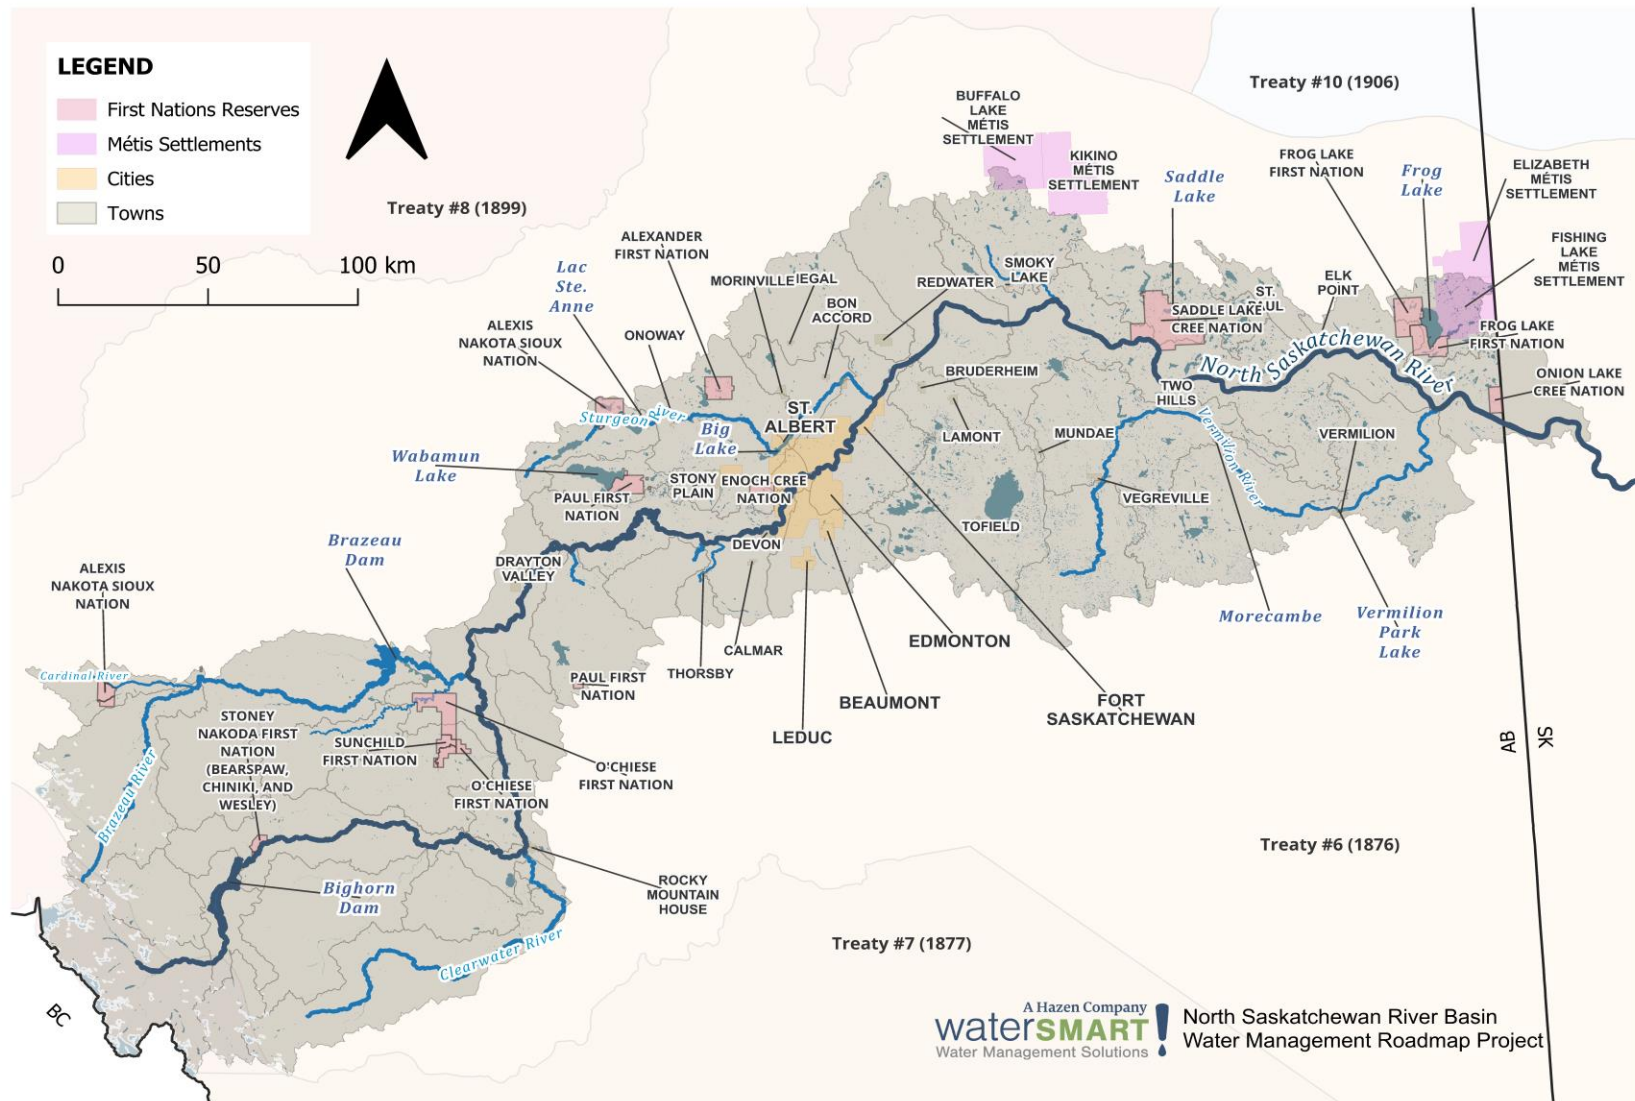 LEGEND
First Nations Reserves
Métis Settlements
Cities
Towns
0 50 100 km
Treaty #10 (1906)
Treaty #8 (1899)
BUFFALO
LAKE
MÉTIS
SETTLEMENT
KIKINO
MÉTIS
SETTLEMENT
Saddle
Lake
FROG LAKE
FIRST NATION
Frog
Lake
ELIZABETH
MÉTIS
SETTLEMENT
FISHING
LAKE
MÉTIS
SETTLEMENT
ALEXANDER
FIRST NATION
Lac
Ste.
Anne
MORINVILLE
IEGAL
BON
ACCORD
REDWATER
SMOKY
LAKE
SADDLE LAKE
CREE NATION
ST.
PAUL
ELK
POINT
FROG LAKE
FIRST NATION
ONION LAKE
CREE NATION
ALEXIS
NAKOTA SIOUX
NATION
ONOWAY
Sturgeon River
Big
Lake
ST.
ALBERT
BRUDERHEIM
LAMONT
MUNDAE
TWO
HILLS
North Saskatchewan River
Vermilion River
VERMILION
Wabamun
Lake
PAUL FIRST
NATION
STONY
PLAIN
ENOCH CREE
NATION
DEVON
TOFIELD
VEGREVILLE
Brazeau
Dam
DRAYTON
VALLEY
ALEXIS
NAKOTA SIOUX
NATION
Morecambe
Vermilion
Park
Lake
CALMAR
THORSBY
EDMONTON
BEAUMONT
FORT
SASKATCHEWAN
LEDUC
PAUL FIRST
NATION
Cardinal River
STONEY
NAKODA FIRST
NATION
(BEARSPAW,
CHINIKI, AND
WESLEY)
SUNCHILD
FIRST NATION
O'CHIESE
FIRST NATION
O'CHIESE
FIRST NATION
Brazeau River
AB
SK
Treaty #6 (1876)
Bighorn
Dam
ROCKY
MOUNTAIN
HOUSE
Clearwater River
Treaty #7 (1877)
BC
A Hazen Company
waterSMART!
Water Management Solutions
North Saskatchewan River Basin
Water Management Roadmap Project